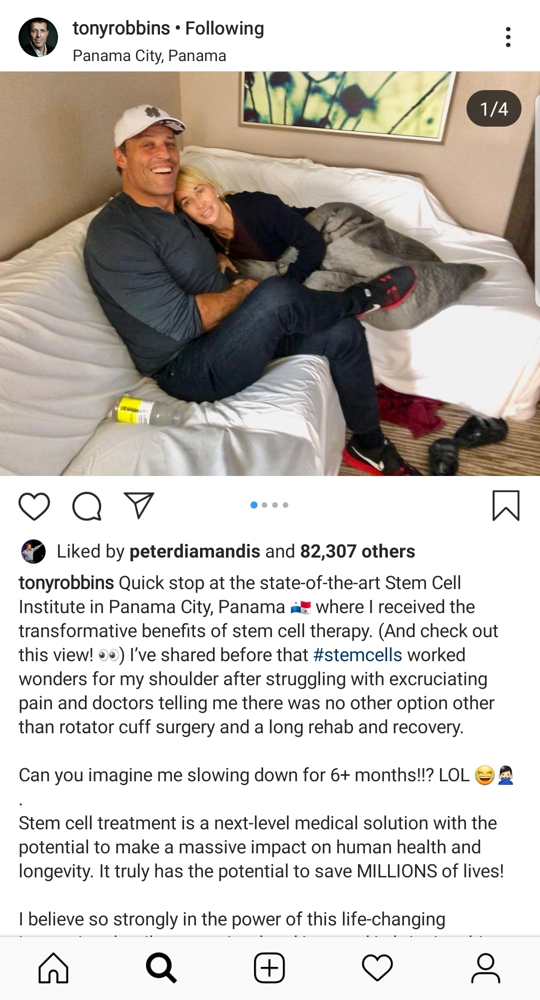 tonyrobbins • Following
Panama City, Panama
1/4
vitamin
Liked by peterdiamandis and 82,307 others
tonyrobbins Quick stop at the state-of-the-art Stem Cell
Institute in Panama City, Panama 🇵🇦 where I received the
transformative benefits of stem cell therapy. (And check out
this view! 👀) I’ve shared before that #stemcells worked
wonders for my shoulder after struggling with excruciating
pain and doctors telling me there was no other option other
than rotator cuff surgery and a long rehab and recovery.
Can you imagine me slowing down for 6+ months!!? LOL 😂🙅🏻‍♂️
.
Stem cell treatment is a next-level medical solution with the
potential to make a massive impact on human health and
longevity. It truly has the potential to save MILLIONS of lives!
I believe so strongly in the power of this life-changing